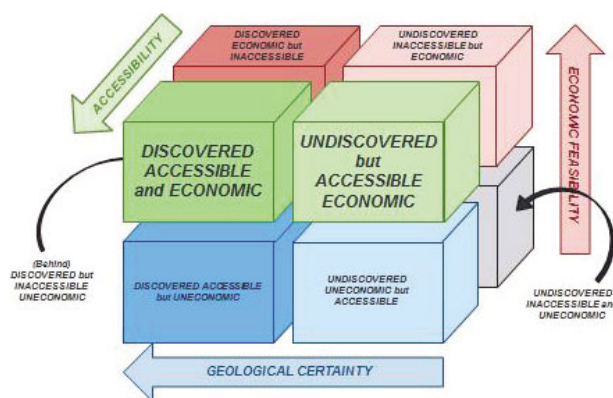 DISCOVERED
ECONOMIC but
INACCESSIBLE
UNDISCOVERED
INACCESSIBLE but
ECONOMIC
ACCESSIBILITY
ECONOMIC FEASIBILITY
DISCOVERED
ACCESSIBLE
and ECONOMIC
UNDISCOVERED
but
ACCESSIBLE
ECONOMIC
(Behind)
DISCOVERED but
INACCESSIBLE
UNECONOMIC
DISCOVERED ACCESSIBLE
but UNECONOMIC
UNDISCOVERED
UNECONOMIC but
ACCESSIBLE
UNDISCOVERED
INACCESSIBLE and
UNECONOMIC
GEOLOGICAL CERTAINTY